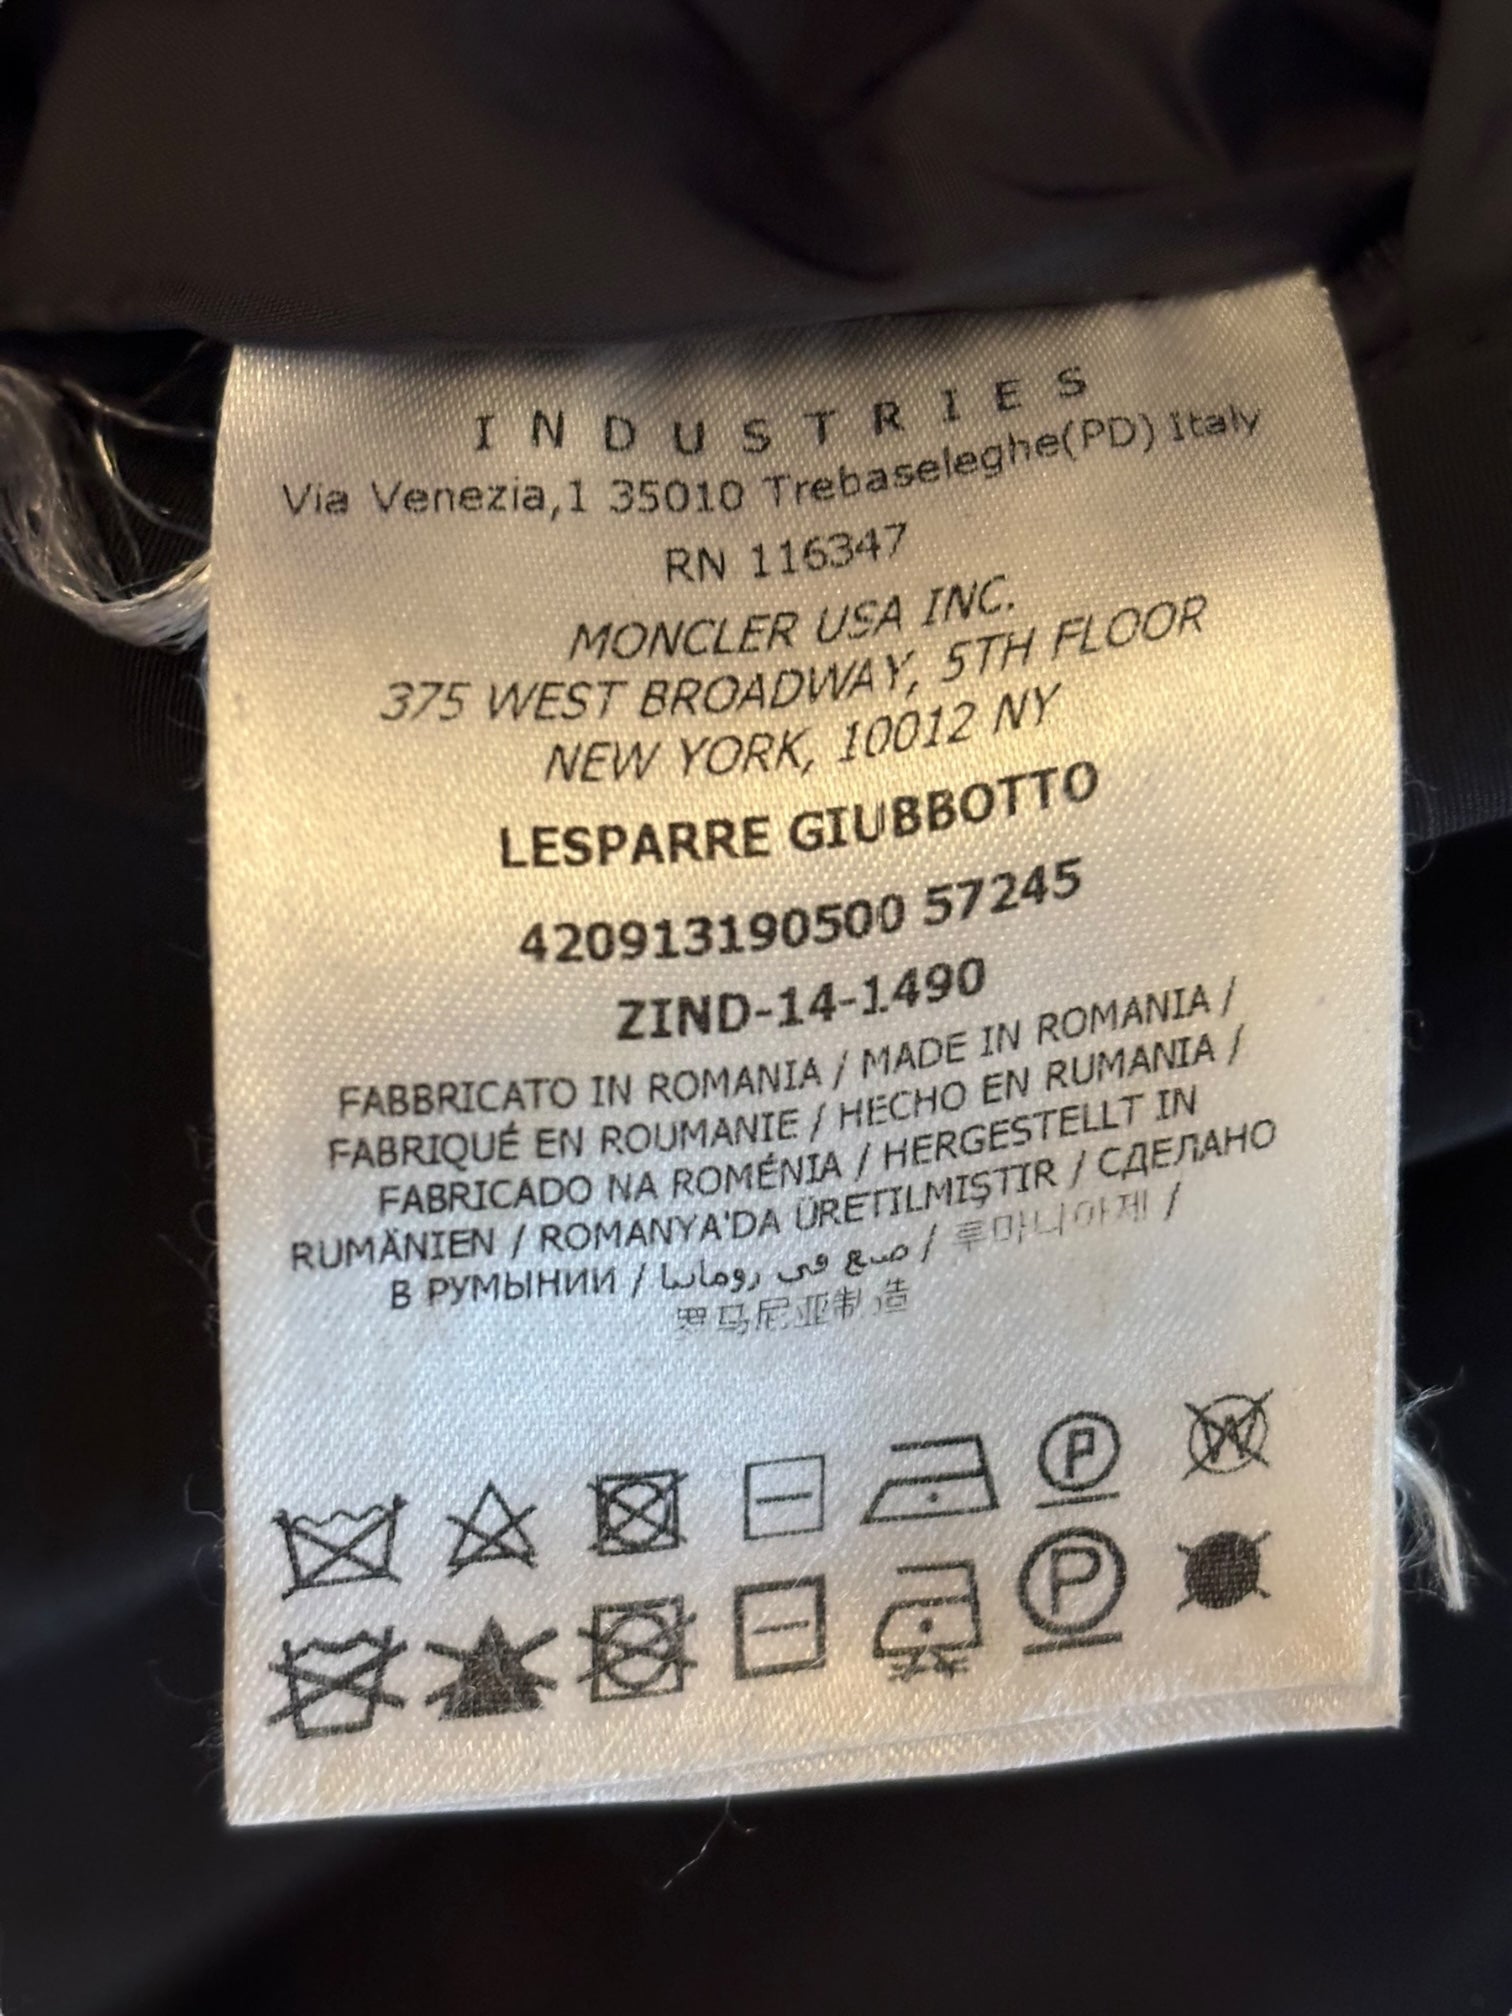 INDUSTRIES
Via Venezia,1 35010 Trebaseleghe(PD) Italy
RN 116347
MONCLER USA INC.
375 WEST BROADWAY, 5TH FLOOR
NEW YORK, 10012 NY
LESPARRE GIUBBOTTO
420913190500 57245
ZIND-14-1490
FABBRICATO IN ROMANIA / MADE IN ROMANIA /
FABRIQUÉ EN ROUMANIE / HECHO EN RUMANIA /
FABRICADO NA ROMÉNIA / HERGESTELLT IN
RUMÄNIEN / ROMANYA'DA ÜRETILMIŞTIR / СДЕЛАНО
В РУМЫНИИ / صنع في رومانيا / 루마니아제 /
罗马尼亚制造
P W
P